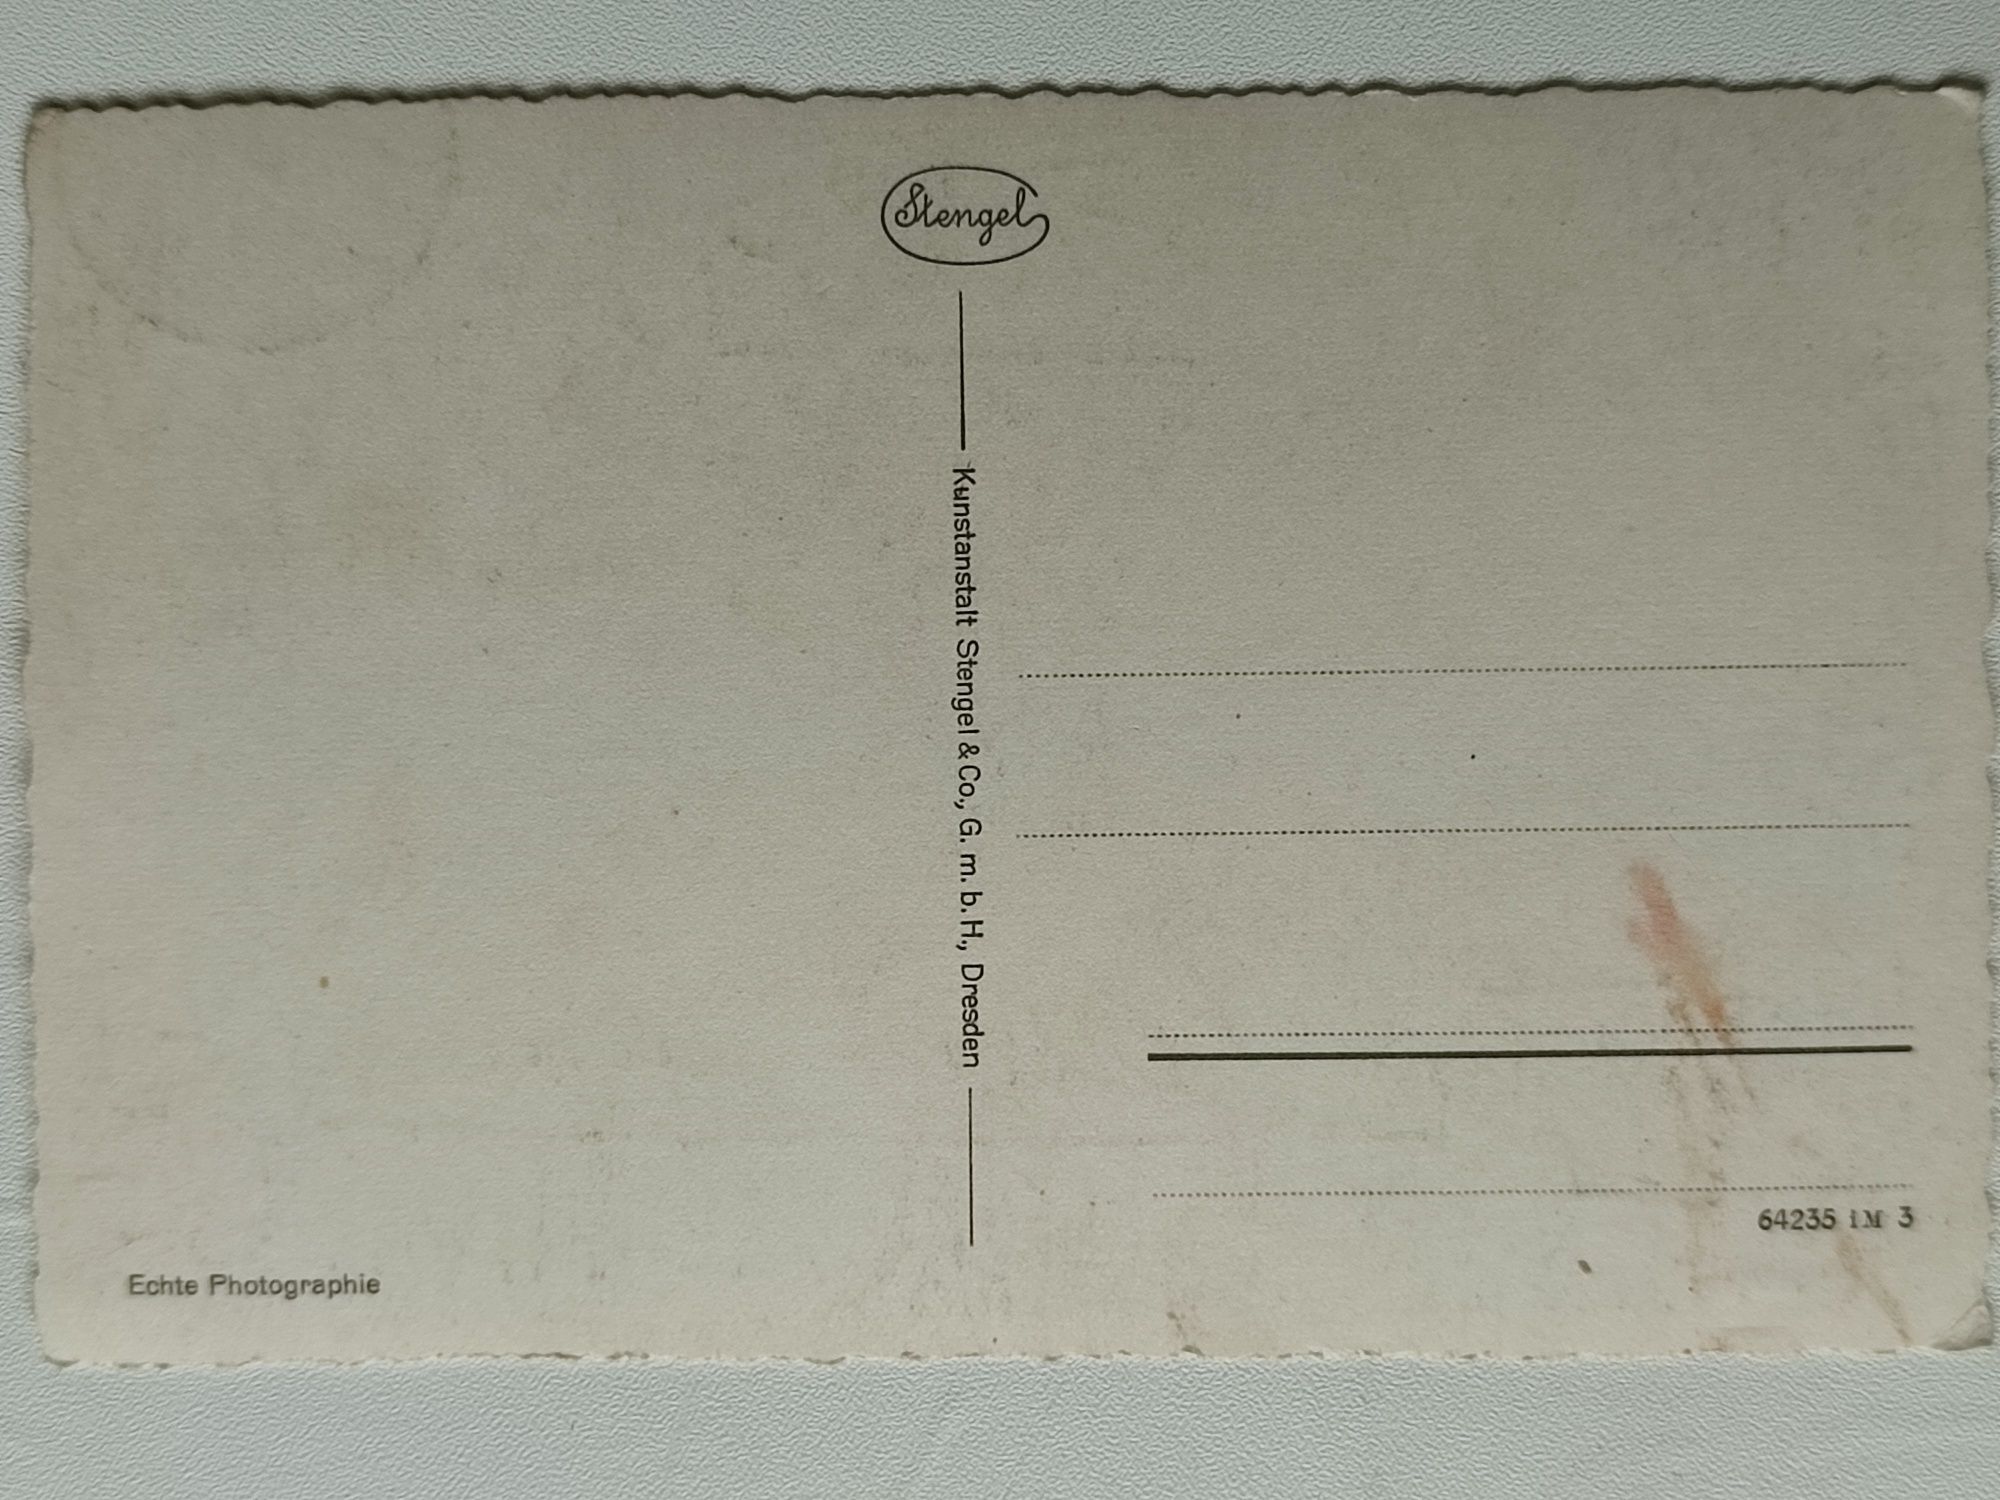 Stengel
Kunstanstalt Stengel & Co., G. m. b. H., Dresden
64235 iM 3
Echte Photographie